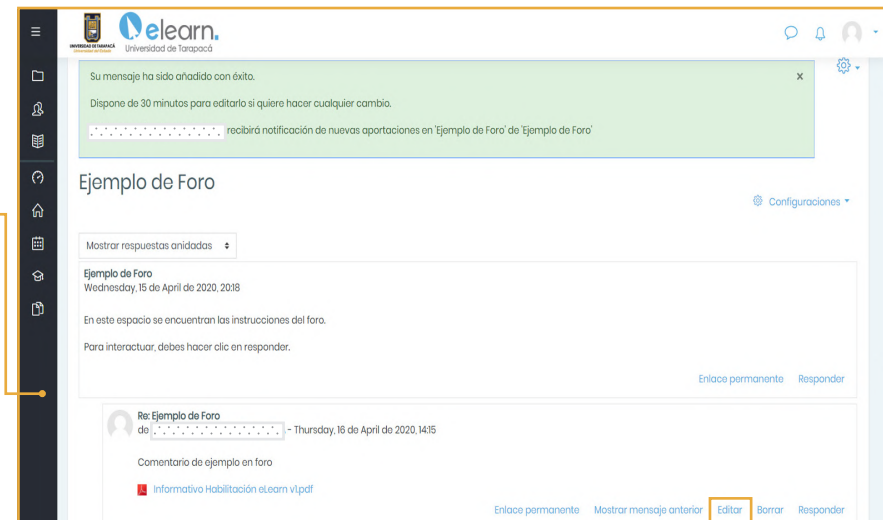 UNIVERSIDAD DE TARAPACÁ
Universidad del Estado
elearn.
Universidad de Tarapacá
Su mensaje ha sido añadido con éxito.
x
Dispone de 30 minutos para editarlo si quiere hacer cualquier cambio.
recibirá notificación de nuevas aportaciones en 'Ejemplo de Foro' de 'Ejemplo de Foro'
Ejemplo de Foro
Configuraciones
Mostrar respuestas anidadas
Ejemplo de Foro
Wednesday, 15 de April de 2020, 20:18
En este espacio se encuentran las instrucciones del foro.
Para interactuar, debes hacer clic en responder.
Enlace permanente Responder
Re: Ejemplo de Foro
de - Thursday, 16 de April de 2020, 14:15
Comentario de ejemplo en foro
Informativo Habilitación eLearn v1.pdf
Enlace permanente Mostrar mensaje anterior Editar Borrar Responder